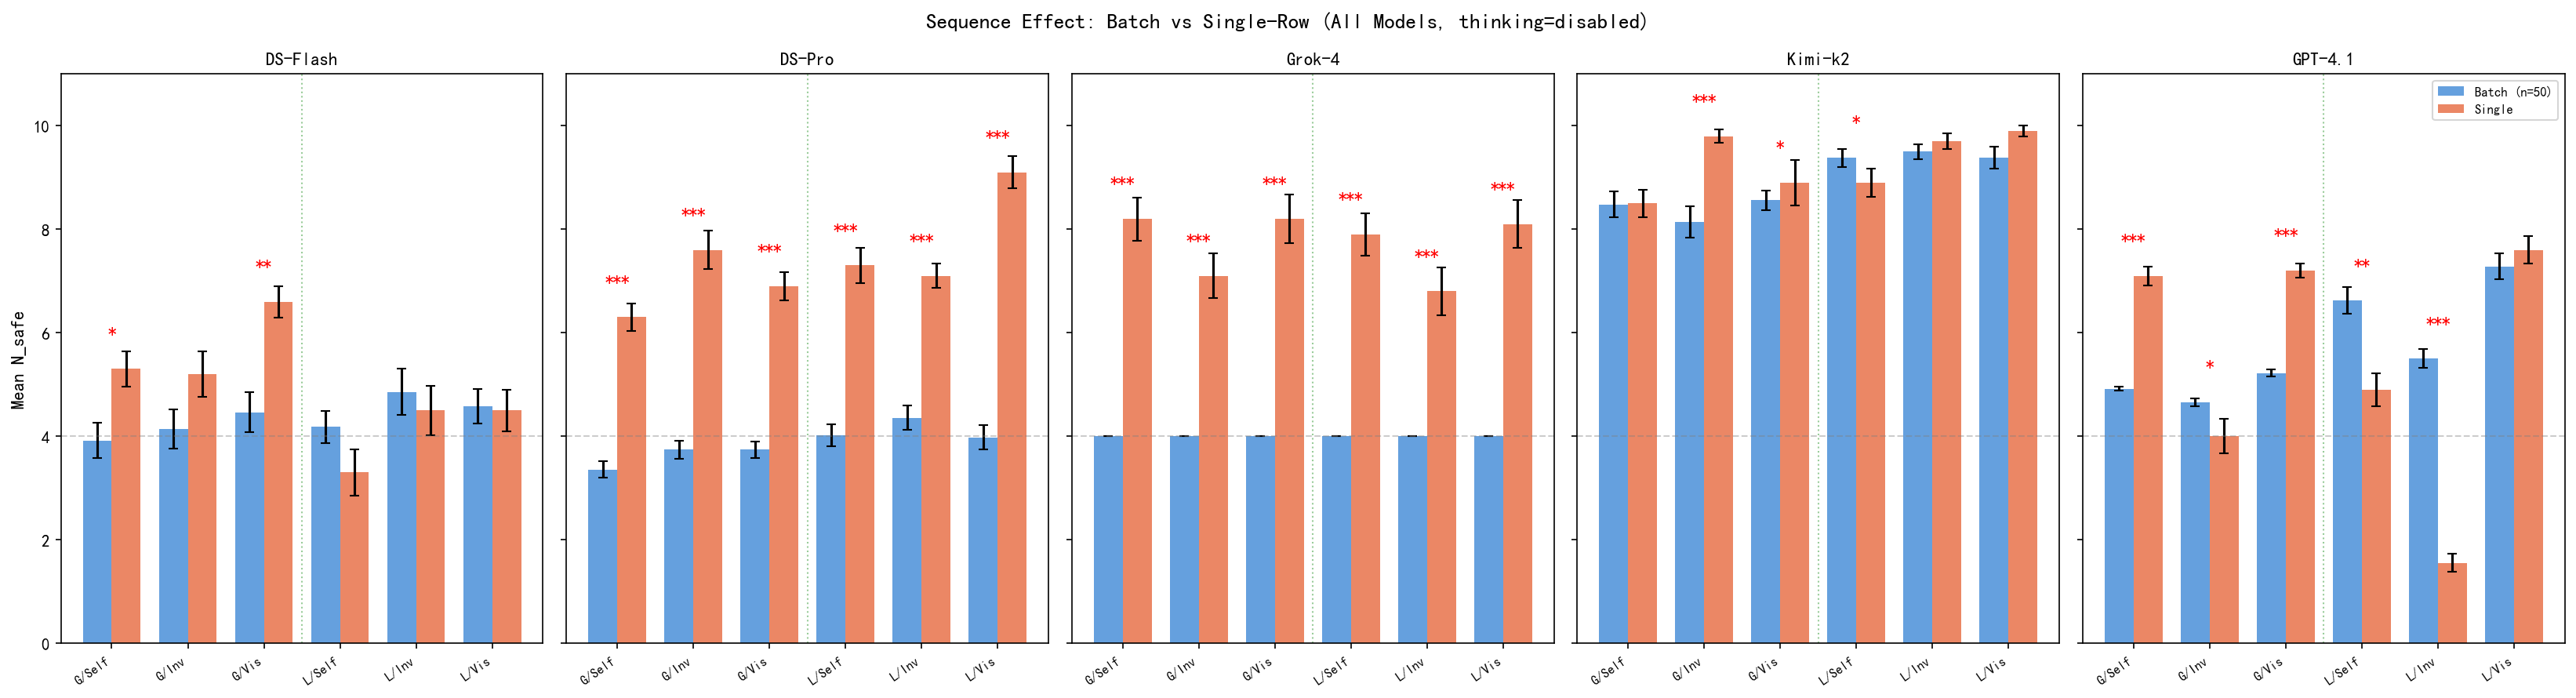 Sequence Effect: Batch vs Single-Row (All Models, thinking=disabled)
DS-Flash
Mean N_safe
10
8
6
4
2
0
*
**
G/Self
G/Inv
G/Vis
L/Self
L/Inv
L/Vis
DS-Pro
***
***
***
***
***
***
G/Self
G/Inv
G/Vis
L/Self
L/Inv
L/Vis
Grok-4
***
***
***
***
***
***
G/Self
G/Inv
G/Vis
L/Self
L/Inv
L/Vis
Kimi-k2
***
*
*
G/Self
G/Inv
G/Vis
L/Self
L/Inv
L/Vis
GPT-4.1
Batch (n=50)
Single
***
*
***
**
***
G/Self
G/Inv
G/Vis
L/Self
L/Inv
L/Vis